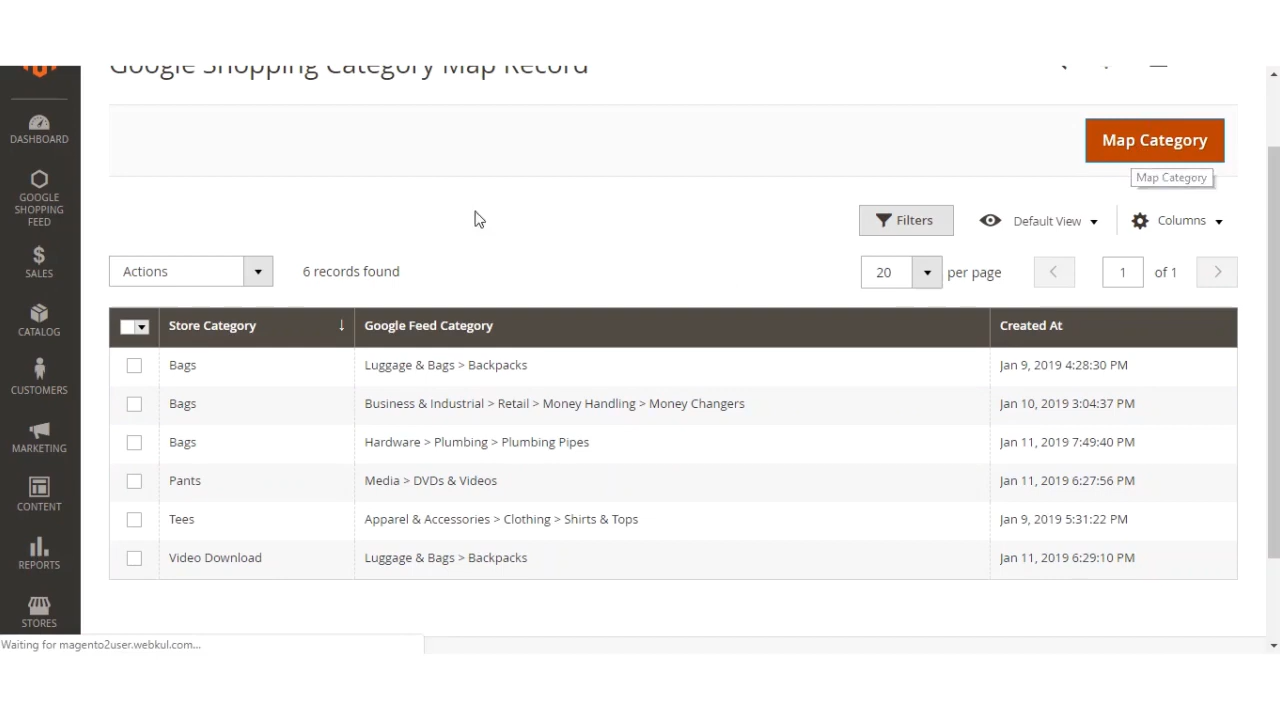 Google Shopping Category Map Record
Map Category
Map Category
DASHBOARD
GOOGLE
SHOPPING
FEED
SALES
CATALOG
CUSTOMERS
MARKETING
CONTENT
REPORTS
STORES
Filters Default View Columns
Actions 6 records found 20 per page 1 of 1
Store Category ↓ Google Feed Category Created At
Bags Luggage & Bags > Backpacks Jan 9, 2019 4:28:30 PM
Bags Business & Industrial > Retail > Money Handling > Money Changers Jan 10, 2019 3:04:37 PM
Bags Hardware > Plumbing > Plumbing Pipes Jan 11, 2019 7:49:40 PM
Pants Media > DVDs & Videos Jan 11, 2019 6:27:56 PM
Tees Apparel & Accessories > Clothing > Shirts & Tops Jan 9, 2019 5:31:22 PM
Video Download Luggage & Bags > Backpacks Jan 11, 2019 6:29:10 PM
Waiting for magento2user.webkul.com...